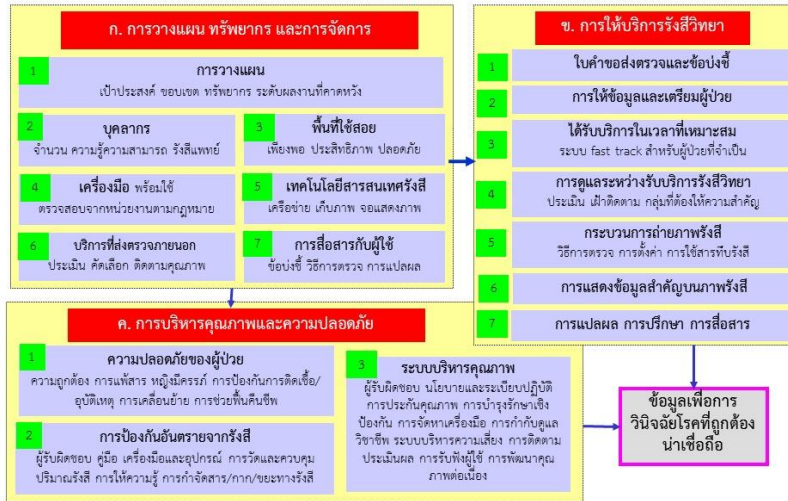 ก. การวางแผน ทรัพยากร และการจัดการ
1
การวางแผน
เป้าประสงค์ ขอบเขต ทรัพยากร ระดับผลงานที่คาดหวัง
2
บุคลากร
จำนวน ความรู้ความสามารถ รังสีแพทย์
3
พื้นที่ใช้สอย
เพียงพอ ประสิทธิภาพ ปลอดภัย
4
เครื่องมือ พร้อมใช้
ตรวจสอบจากหน่วยงานตามกฎหมาย
5
เทคโนโลยีสารสนเทศรังสี
เครือข่าย เก็บภาพ จอแสดงภาพ
6
บริการที่ส่งตรวจภายนอก
ประเมิน คัดเลือก ติดตามคุณภาพ
7
การสื่อสารกับผู้ใช้
ข้อบ่งชี้ วิธีการตรวจ การแปลผล
ข. การให้บริการรังสีวิทยา
1
ใบคำขอส่งตรวจและข้อบ่งชี้
2
การให้ข้อมูลและเตรียมผู้ป่วย
3
ได้รับบริการในเวลาที่เหมาะสม
ระบบ fast track สำหรับผู้ป่วยที่จำเป็น
4
การดูแลระหว่างรับบริการรังสีวิทยา
ประเมิน เฝ้าติดตาม กลุ่มที่ต้องให้ความสำคัญ
5
กระบวนการถ่ายภาพรังสี
วิธีการตรวจ การตั้งค่า การใช้สารทึบรังสี
6
การแสดงข้อมูลสำคัญบนภาพรังสี
7
การแปลผล การปรึกษา การสื่อสาร
ค. การบริหารคุณภาพและความปลอดภัย
1
ความปลอดภัยของผู้ป่วย
ความถูกต้อง การแพ้สาร หญิงมีครรภ์ การป้องกันการติดเชื้อ/
อุบัติเหตุ การเคลื่อนย้าย การช่วยฟื้นคืนชีพ
2
การป้องกันอันตรายจากรังสี
ผู้รับผิดชอบ คู่มือ เครื่องมือและอุปกรณ์ การวัดและควบคุม
ปริมาณรังสี การให้ความรู้ การกำจัดสาร/กาก/ขยะทางรังสี
3
ระบบบริหารคุณภาพ
ผู้รับผิดชอบ นโยบายและระเบียบปฏิบัติ
การประกันคุณภาพ การบำรุงรักษาเชิง
ป้องกัน การจัดหาเครื่องมือ การกำกับดูแล
วิชาชีพ ระบบบริหารความเสี่ยง การติดตาม
ประเมินผล การรับฟังผู้ใช้ การพัฒนาคุณ
ภาพต่อเนื่อง
ข้อมูลเพื่อการ
วินิจฉัยโรคที่ถูกต้อง
น่าเชื่อถือ